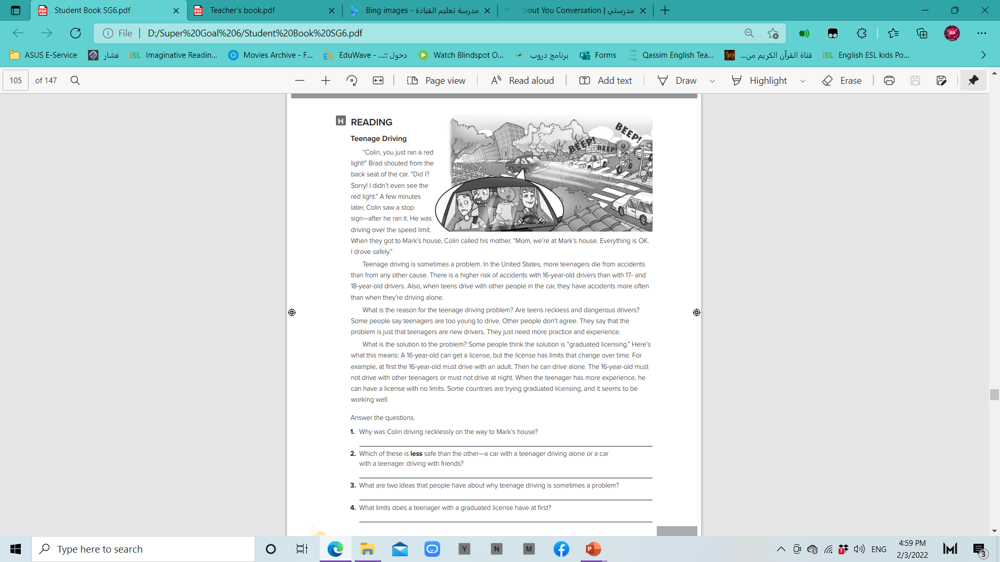 Student Book SG6.pdf
Teacher's book.pdf
Bing images - مدرسة تعليم القيادة
bout You Conversation | مدرستي
File
D:/Super%20Goal%206/Student%20Book%20SG6.pdf
ASUS E-Service
فشار
iSL Imaginative Readin...
Movies Archive - F...
EduWave - ...:: دخول
Watch Blindspot O...
برنامج دروب
Forms
Qassim English Tea...
قناة القرآن الكريم من...
iSL English ESL kids Po...
105 of 147
Page view
Read aloud
Add text
Draw
Highlight
Erase
H READING
BEEP!
BEEP!
BEEP!
Teenage Driving
“Colin, you just ran a red
light!” Brad shouted from the
back seat of the car. “Did I?
Sorry! I didn’t even see the
red light.” A few minutes
later, Colin saw a stop
sign—after he ran it. He was
driving over the speed limit.
When they got to Mark’s house, Colin called his mother. “Mom, we’re at Mark’s house. Everything is OK.
I drove safely.”
Teenage driving is sometimes a problem. In the United States, more teenagers die from accidents
than from any other cause. There is a higher risk of accidents with 16-year-old drivers than with 17- and
18-year-old drivers. Also, when teens drive with other people in the car, they have accidents more often
than when they’re driving alone.
What is the reason for the teenage driving problem? Are teens reckless and dangerous drivers?
Some people say teenagers are too young to drive. Other people don’t agree. They say that the
problem is just that teenagers are new drivers. They just need more practice and experience.
What is the solution to the problem? Some people think the solution is “graduated licensing.” Here’s
what this means: A 16-year-old can get a license, but the license has limits that change over time. For
example, at first the 16-year-old must drive with an adult. Then he can drive alone. The 16-year-old must
not drive with other teenagers or must not drive at night. When the teenager has more experience, he
can have a license with no limits. Some countries are trying graduated licensing, and it seems to be
working well.
Answer the questions.
1. Why was Colin driving recklessly on the way to Mark’s house?
2. Which of these is less safe than the other—a car with a teenager driving alone or a car
with a teenager driving with friends?
3. What are two ideas that people have about why teenage driving is sometimes a problem?
4. What limits does a teenager with a graduated license have at first?
Type here to search
Y
N
M
1
ENG
4:59 PM
2/3/2022
3